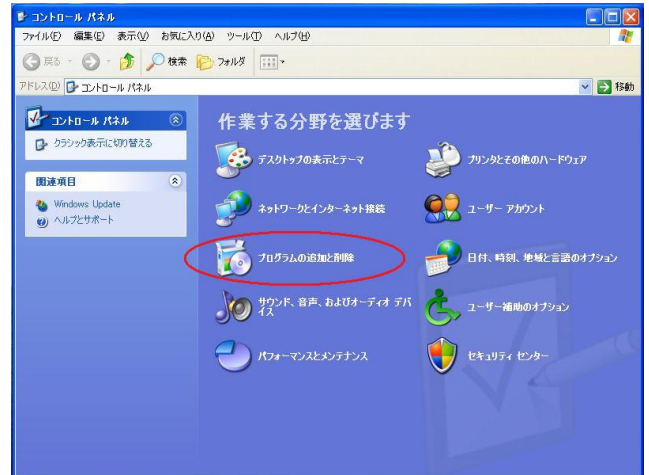 コントロール パネル
ファイル(F) 編集(E) 表示(V) お気に入り(A) ツール(T) ヘルプ(H)
戻る 検索 フォルダ
アドレス(D) コントロール パネル 移動
コントロール パネル
クラシック表示に切り替える
関連項目
Windows Update
ヘルプとサポート
作業する分野を選びます
デスクトップの表示とテーマ
プリンタとその他のハードウェア
ネットワークとインターネット接続
ユーザー アカウント
プログラムの追加と削除
日付、時刻、地域と言語のオプション
サウンド、音声、およびオーディオ デバ
イス
ユーザー補助のオプション
パフォーマンスとメンテナンス
セキュリティ センター